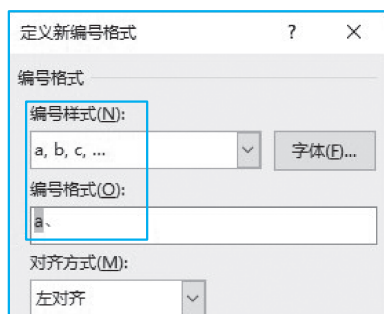 定义新编号格式 ? ×
编号格式
编号样式(N):
a, b, c, ...
字体(F)...
编号格式(O):
a、
对齐方式(M):
左对齐